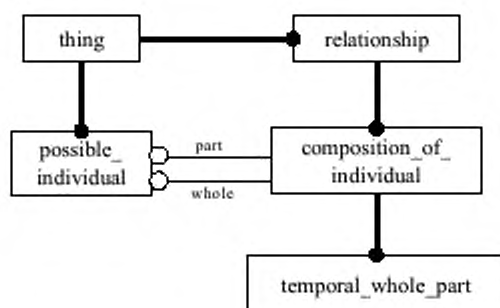 thing
relationship
possible_
individual
part
whole
composition_of_
individual
temporal_whole_part